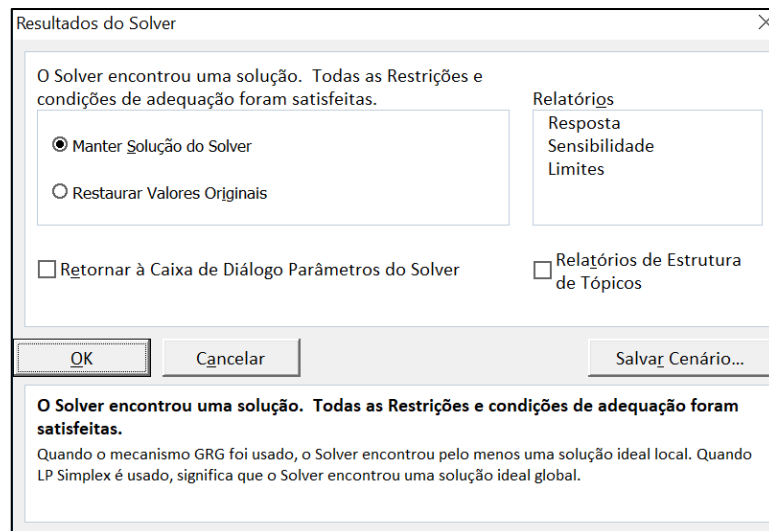 Resultados do Solver
O Solver encontrou uma solução.  Todas as Restrições e
condições de adequação foram satisfeitas.
Relatórios
Resposta
Sensibilidade
Limites
Manter Solução do Solver
Restaurar Valores Originais
Retornar à Caixa de Diálogo Parâmetros do Solver
Relatórios de Estrutura
de Tópicos
OK
Cancelar
Salvar Cenário...
O Solver encontrou uma solução.  Todas as Restrições e condições de adequação foram
satisfeitas.
Quando o mecanismo GRG foi usado, o Solver encontrou pelo menos uma solução ideal local. Quando
LP Simplex é usado, significa que o Solver encontrou uma solução ideal global.